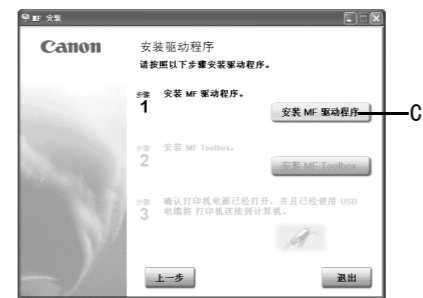 MF 安装
Canon
安装驱动程序
请按照以下步骤安装驱动程序。
步骤 1
安装 MF 驱动程序。
安装 MF 驱动程序
C
步骤 2
安装 MF Toolbox。
安装 MF Toolbox
步骤 3
确认打印机电源已经打开，并且已经使用 USB
电缆将 打印机连接到计算机。
上一步
退出